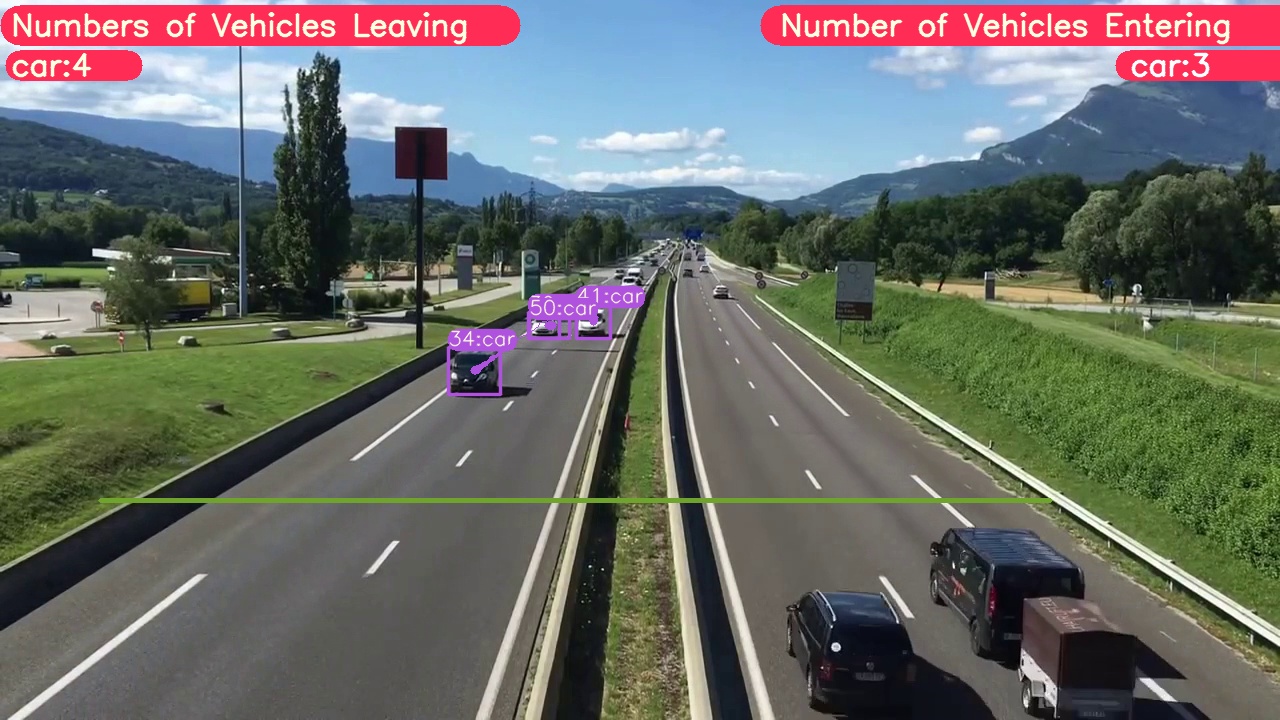 Numbers of Vehicles Leaving
Number of Vehicles Entering
car:4
car:3
41:car
50:car
34:car